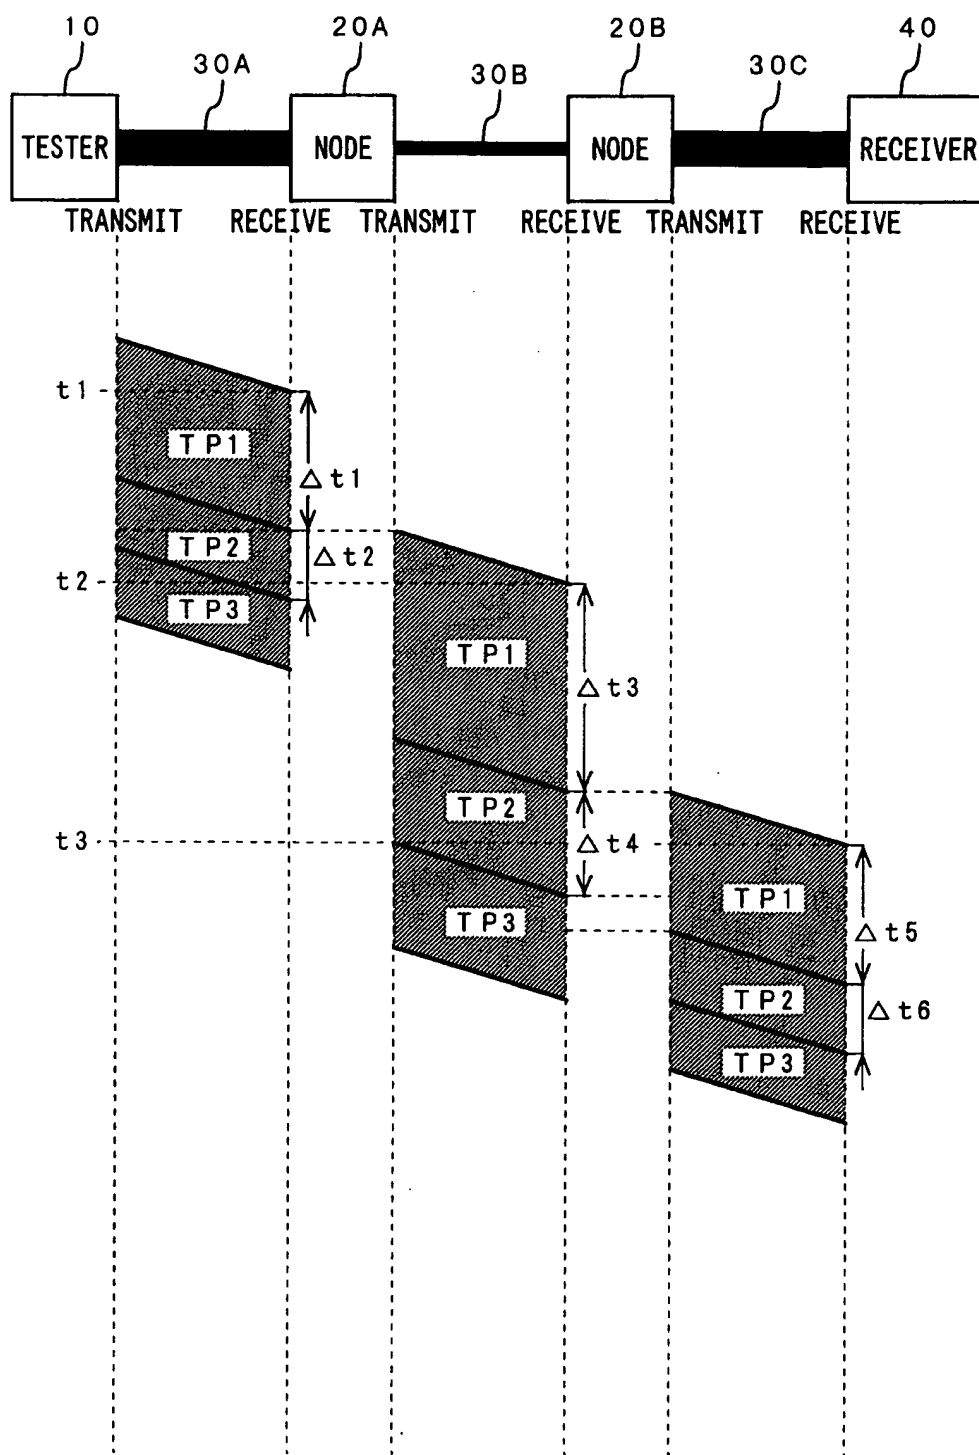 10 20A 20B 40
30A 30B 30C
TESTER NODE NODE RECEIVER
TRANSMIT RECEIVE TRANSMIT RECEIVE TRANSMIT RECEIVE
t1
TP1
△t1
TP2 △t2
t2
TP3
TP1
△t3
TP2
t3 △t4
TP1
TP3
△t5
TP2 △t6
TP3